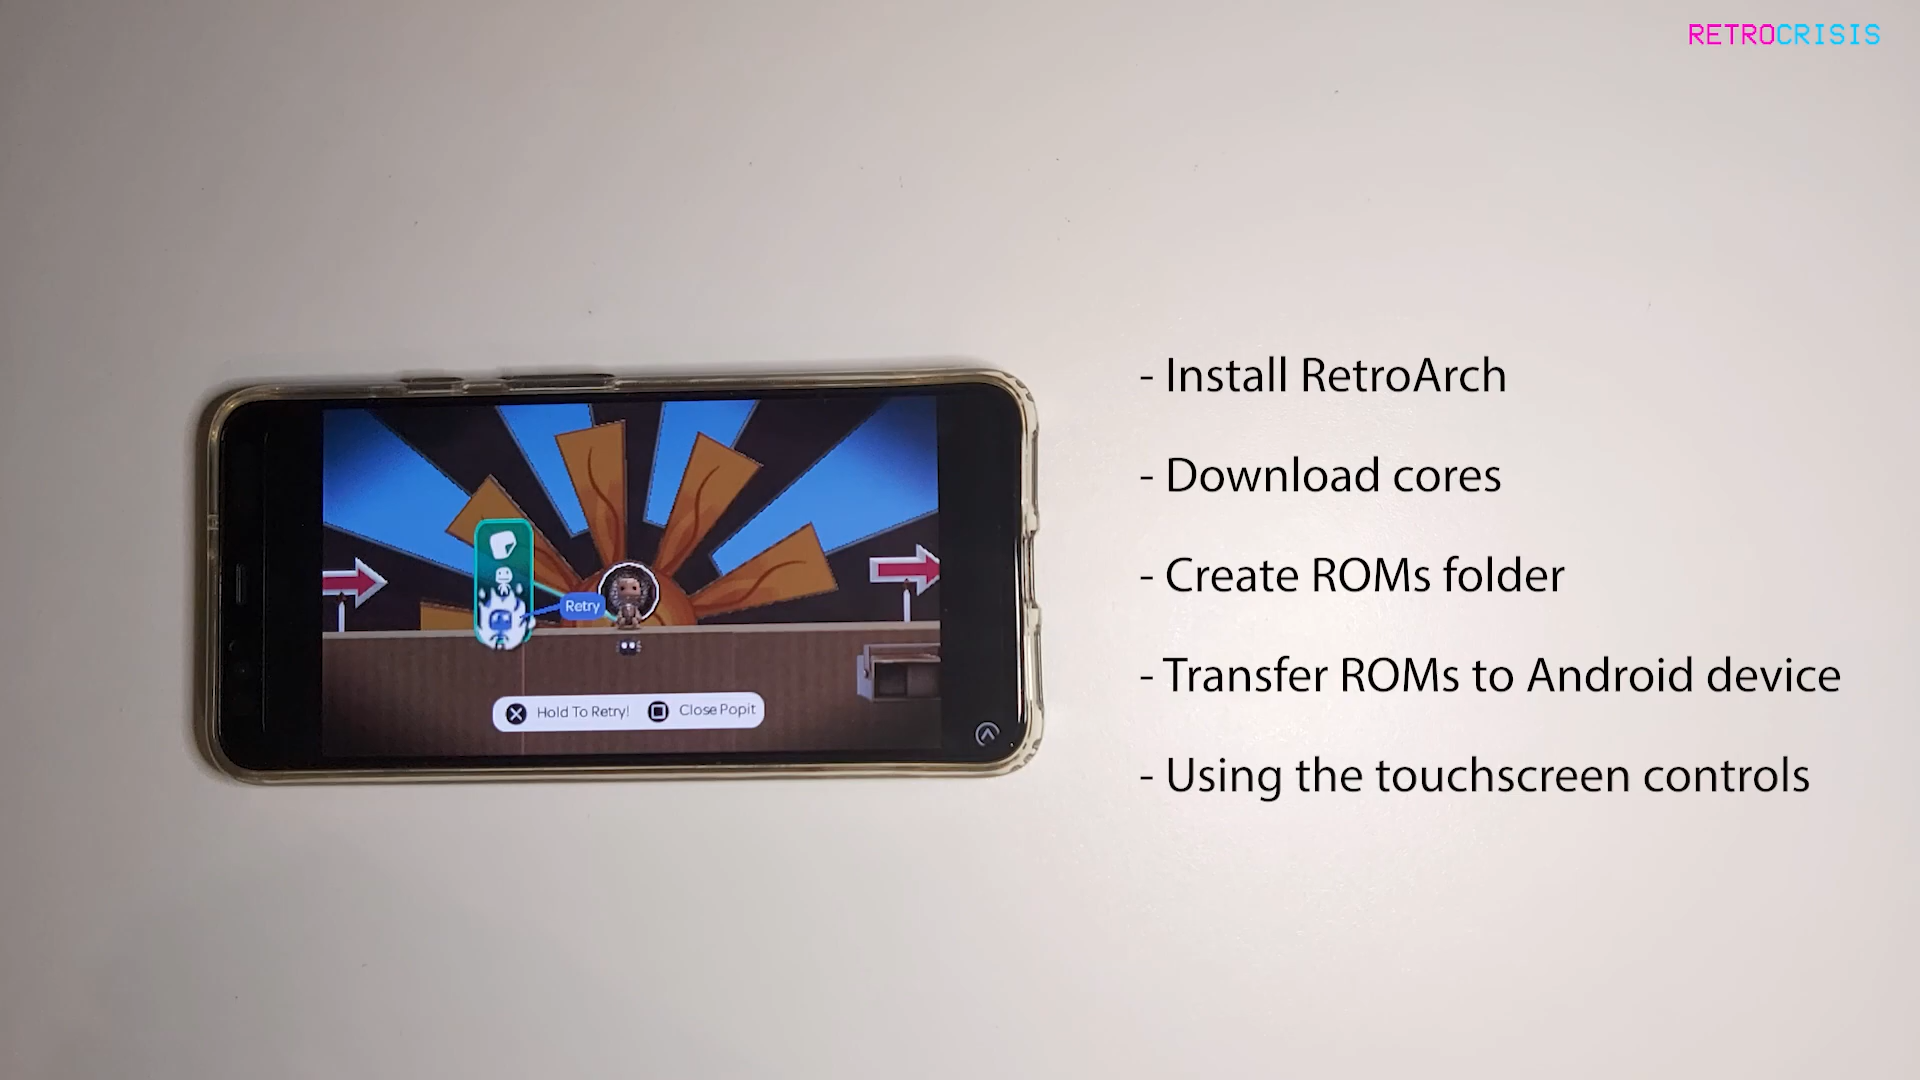 RETROCRISIS
- Install RetroArch
- Download cores
- Create ROMs folder
- Transfer ROMs to Android device
- Using the touchscreen controls
Retry
Hold To Retry! Close Popit